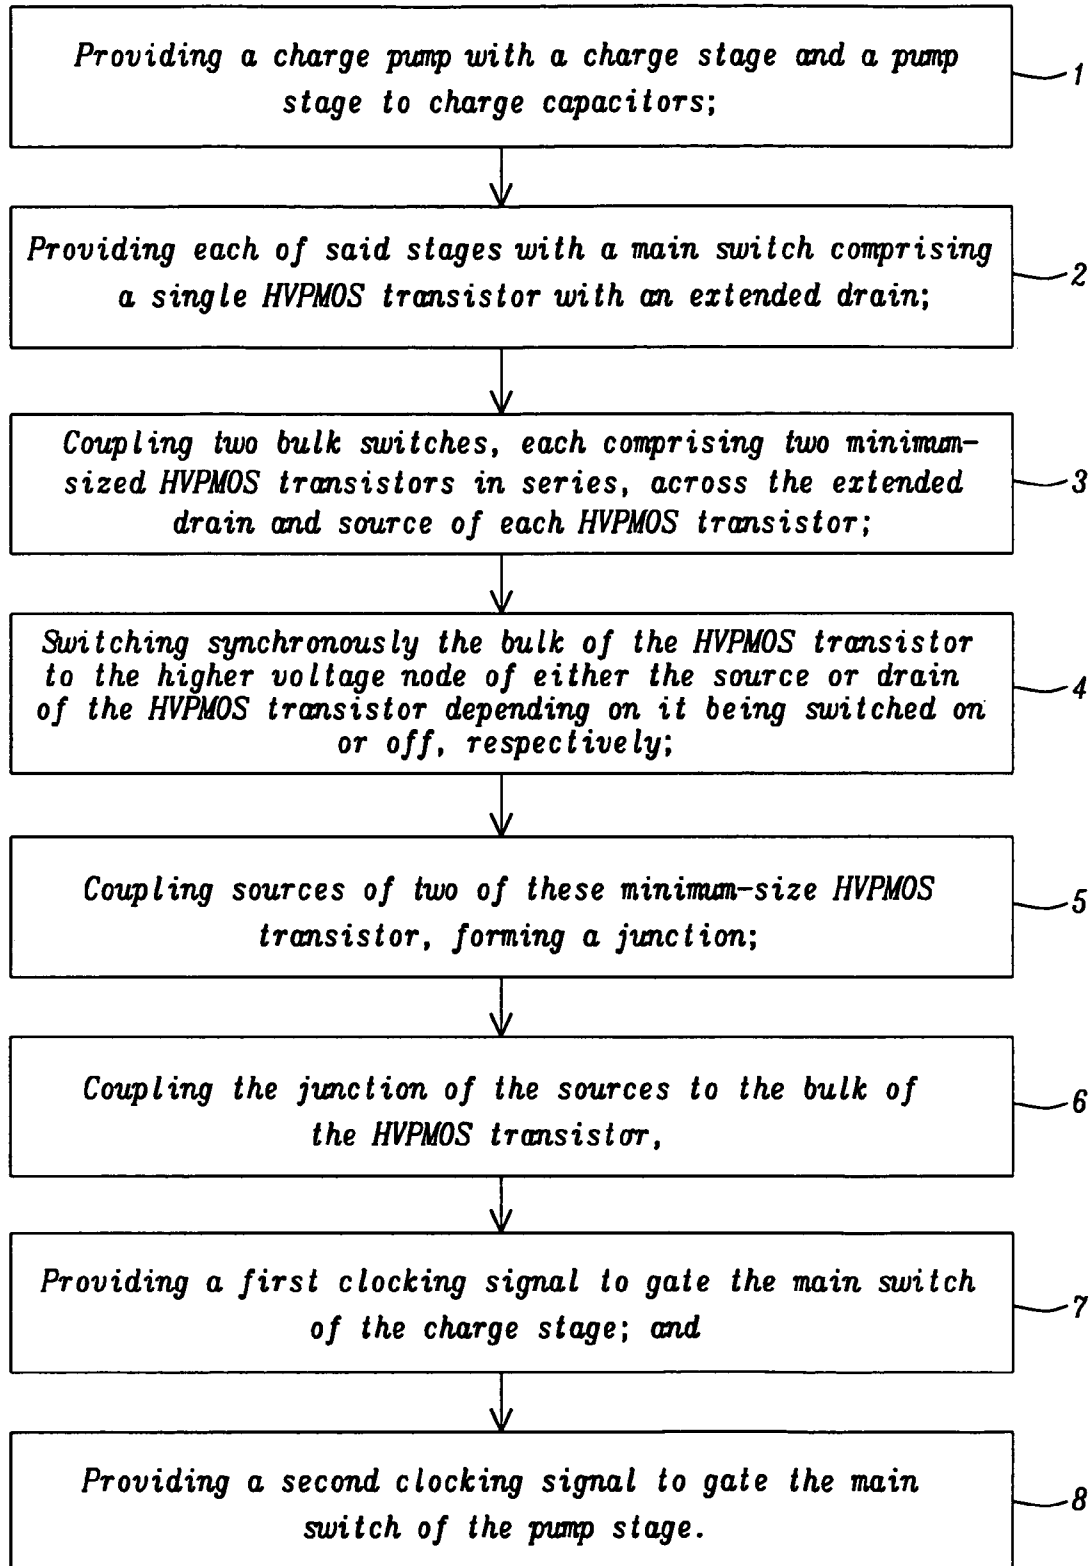 Providing a charge pump with a charge stage and a pump
stage to charge capacitors;
1
Providing each of said stages with a main switch comprising
a single HVPMOS transistor with an extended drain;
2
Coupling two bulk switches, each comprising two minimum-
sized HVPMOS transistors in series, across the extended
drain and source of each HVPMOS transistor;
3
Switching synchronously the bulk of the HVPMOS transistor
to the higher voltage node of either the source or drain
of the HVPMOS transistor depending on it being switched on
or off, respectively;
4
Coupling sources of two of these minimum-size HVPMOS
transistor, forming a junction;
5
Coupling the junction of the sources to the bulk of
the HVPMOS transistor,
6
Providing a first clocking signal to gate the main switch
of the charge stage; and
7
Providing a second clocking signal to gate the main
switch of the pump stage.
8